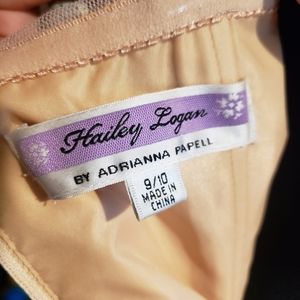 Hailey Logan
BY ADRIANNA PAPELL
9/10
MADE IN
CHINA